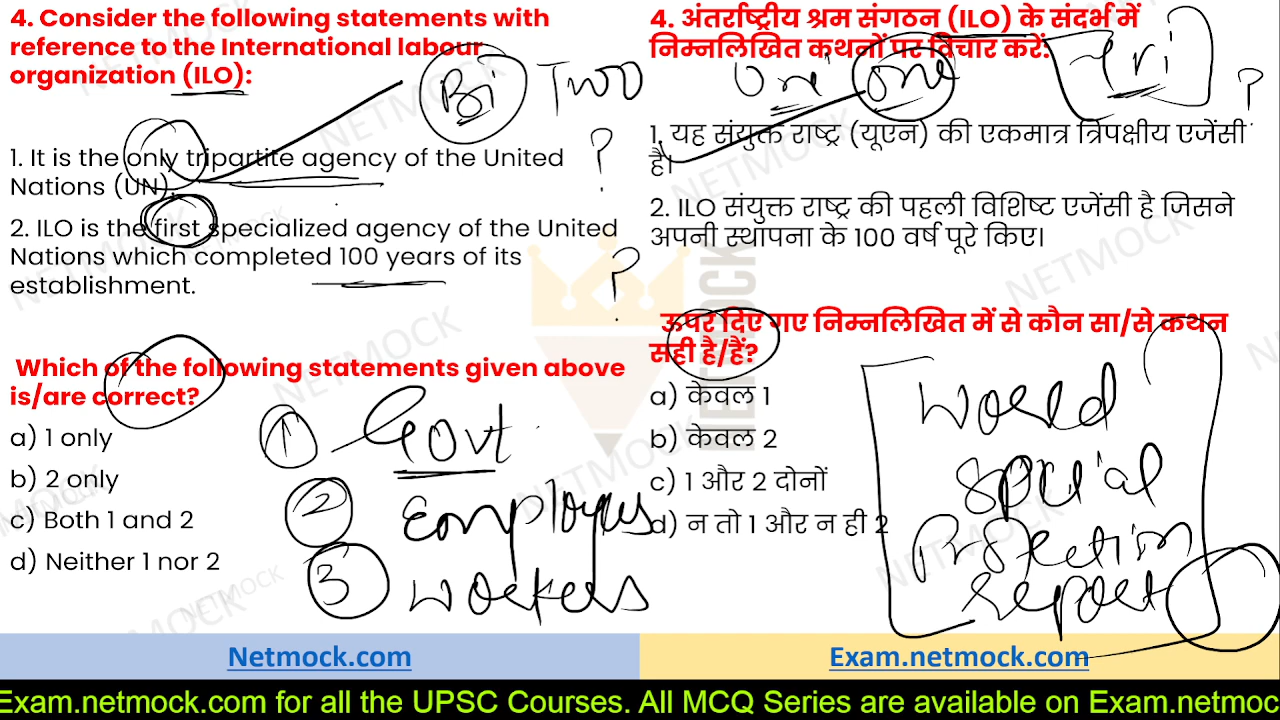 4. Consider the following statements with
reference to the International labour
organization (ILO):
Bi Two
1. It is the only tripartite agency of the United
Nations (UN).
?
2. ILO is the first specialized agency of the United
Nations which completed 100 years of its
establishment.
?
Which of the following statements given above
is/are correct?
a) 1 only
b) 2 only
c) Both 1 and 2
d) Neither 1 nor 2
1 Govt
2 Employers
3 Workers
4. अंतर्राष्ट्रीय श्रम संगठन (ILO) के संदर्भ में
निम्नलिखित कथनों पर विचार करें:
one Tri ?
1. यह संयुक्त राष्ट्र (यूएन) की एकमात्र त्रिपक्षीय एजेंसी
है।
2. ILO संयुक्त राष्ट्र की पहली विशिष्ट एजेंसी है जिसने
अपनी स्थापना के 100 वर्ष पूरे किए।
ऊपर दिए गए निम्नलिखित में से कौन सा/से कथन
सही है/हैं?
a) केवल 1
b) केवल 2
c) 1 और 2 दोनों
d) न तो 1 और न ही 2
World
Social
Protection
report
NETMOCK
Netmock.com
Exam.netmock.com
Exam.netmock.com for all the UPSC Courses. All MCQ Series are available on Exam.netmoc